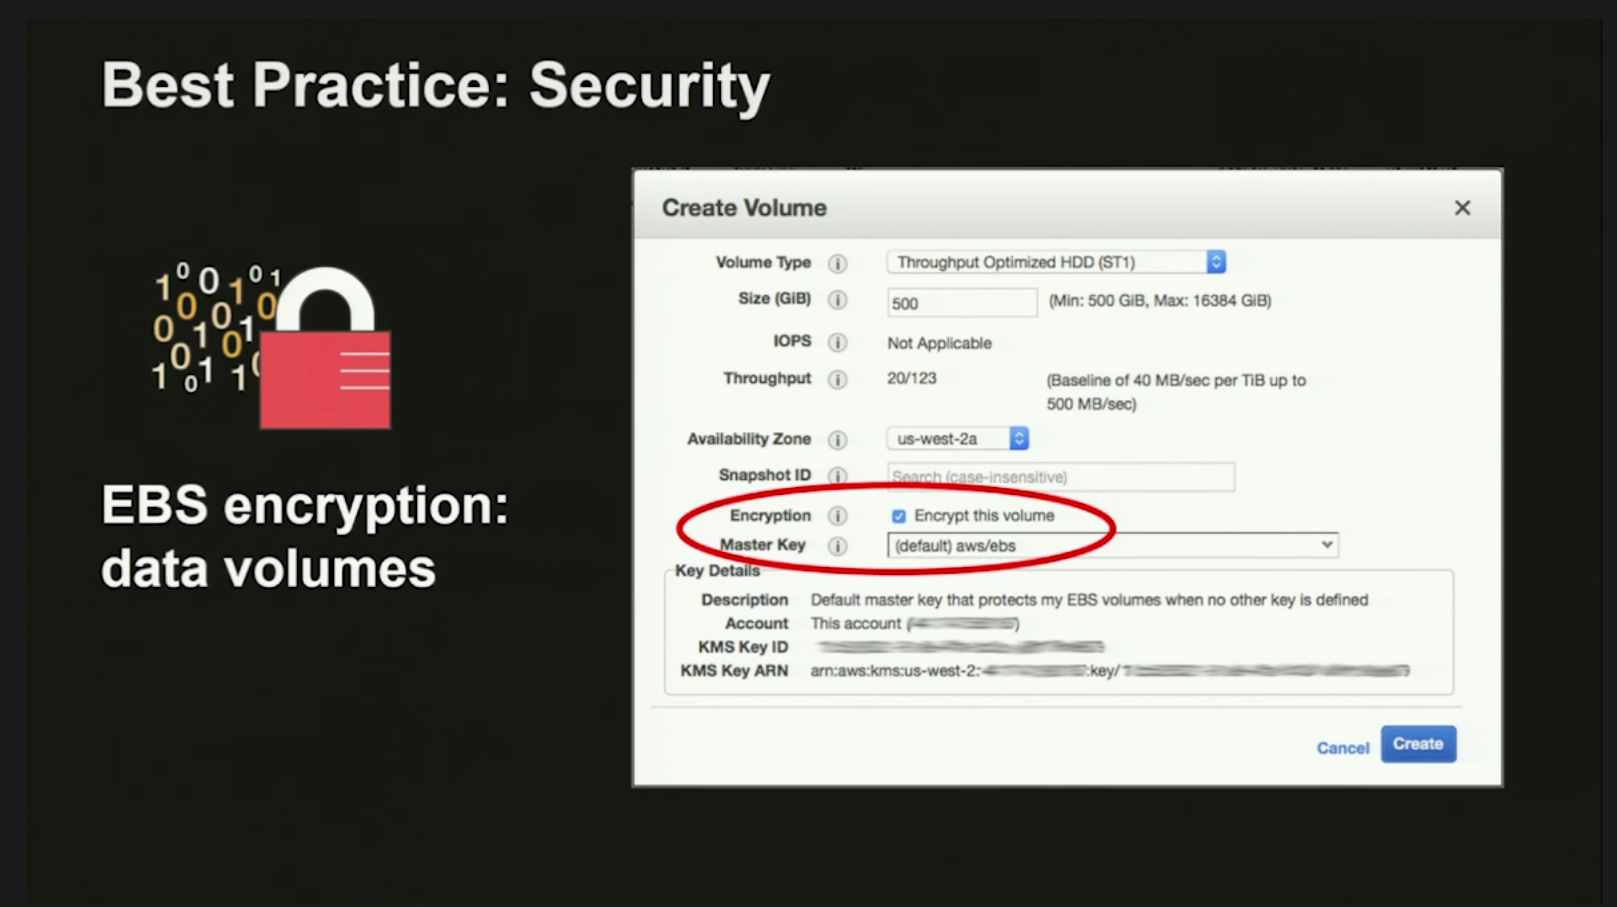 Best Practice: Security
EBS encryption:
data volumes
Create Volume
Volume Type Throughput Optimized HDD (ST1)
Size (GiB) 500 (Min: 500 GiB, Max: 16384 GiB)
IOPS Not Applicable
Throughput 20/123 (Baseline of 40 MB/sec per TiB up to
500 MB/sec)
Availability Zone us-west-2a
Snapshot ID Search (case-insensitive)
Encryption Encrypt this volume
Master Key (default) aws/ebs
Key Details
Description Default master key that protects my EBS volumes when no other key is defined
Account This account ( )
KMS Key ID
KMS Key ARN arn:aws:kms:us-west-2: :key/
Cancel Create